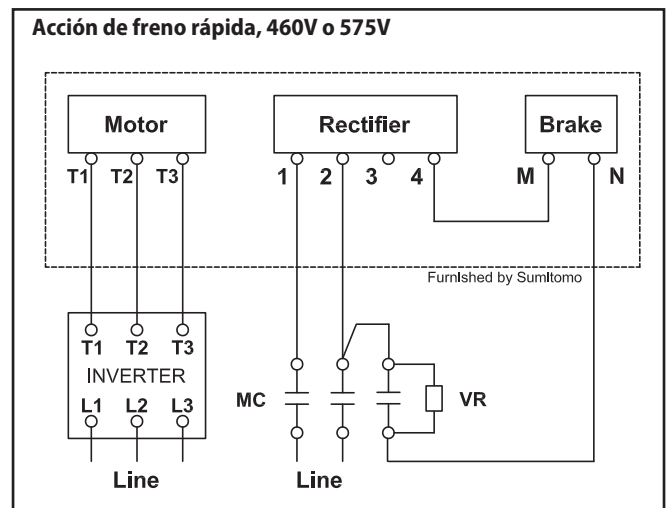 Acción de freno rápida, 460V o 575V
Motor
Rectifier
Brake
T1 T2 T3
1 2 3 4
M N
Furnished by Sumitomo
T1 T2 T3
INVERTER
L1 L2 L3
MC
VR
Line
Line